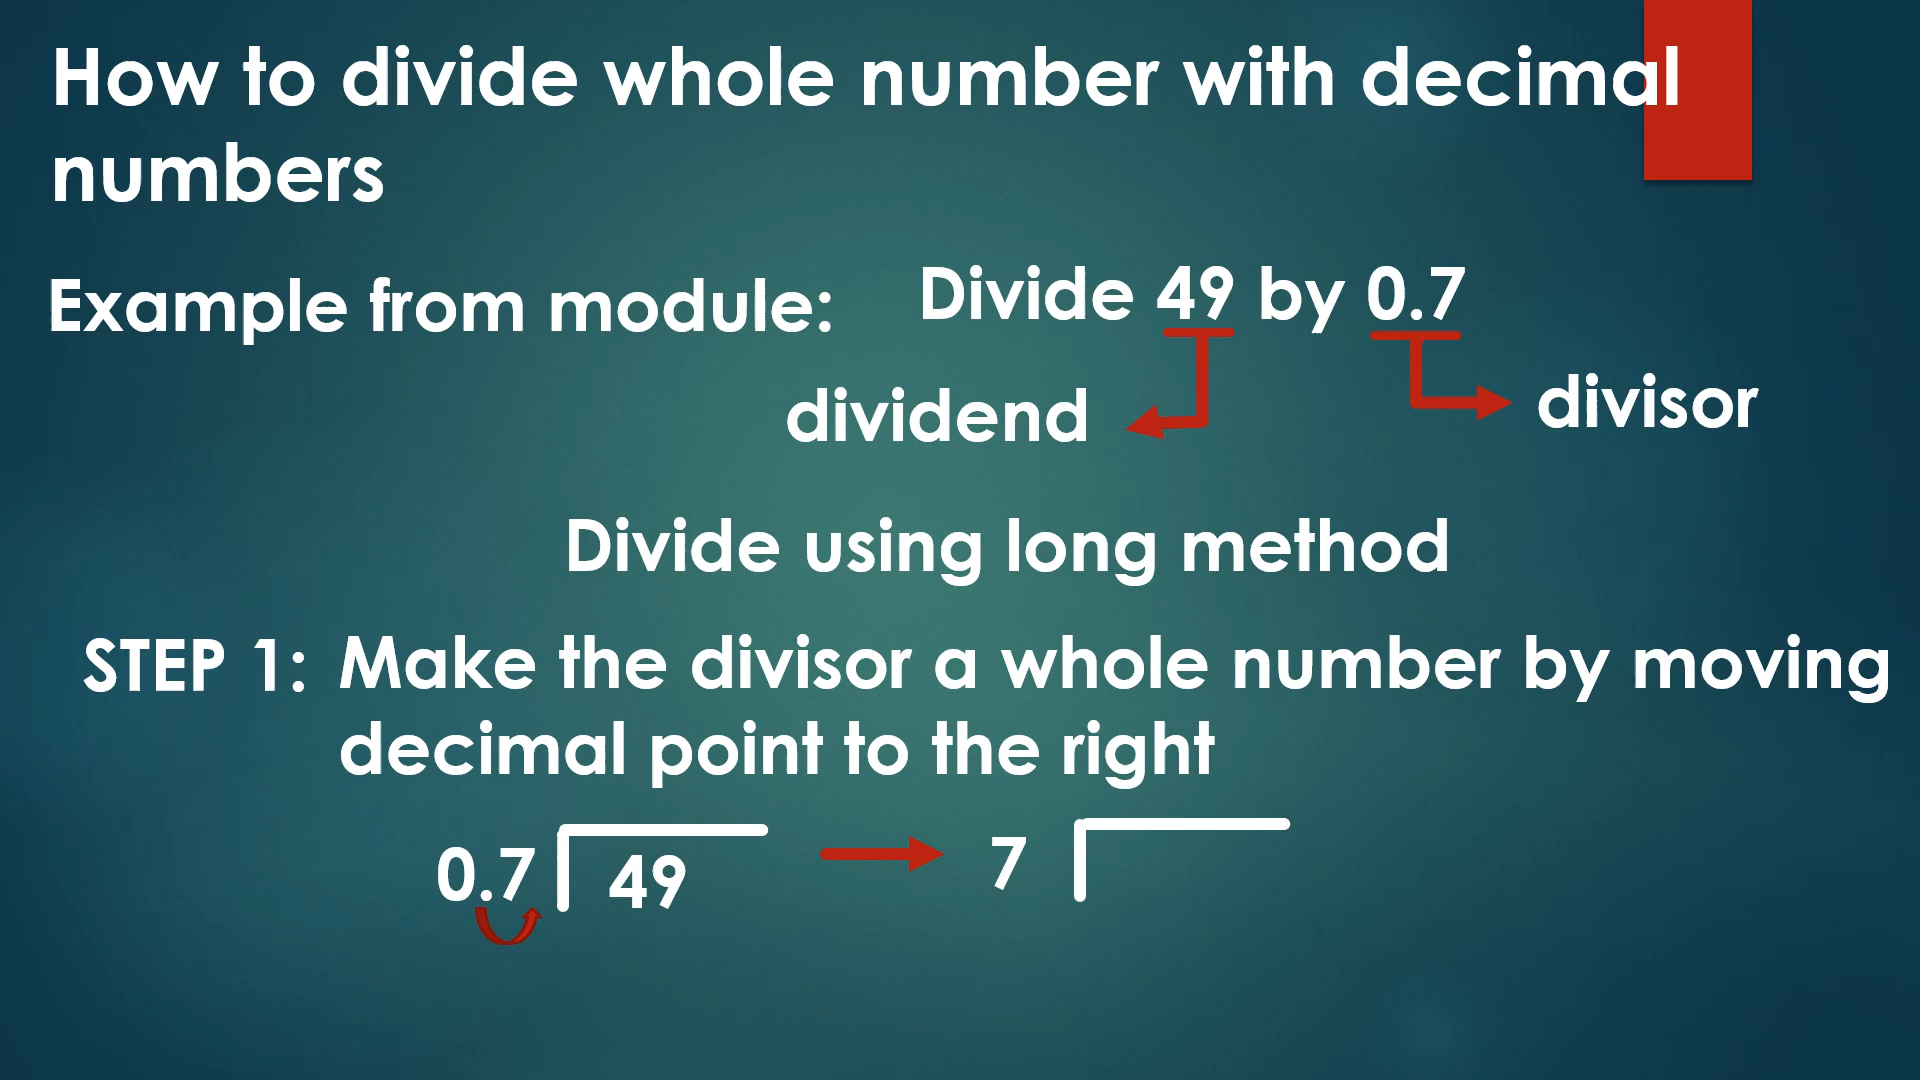 How to divide whole number with decimal
numbers
Example from module:
Divide 49 by 0.7
dividend
divisor
Divide using long method
STEP 1: Make the divisor a whole number by moving
decimal point to the right
0.7 49
7